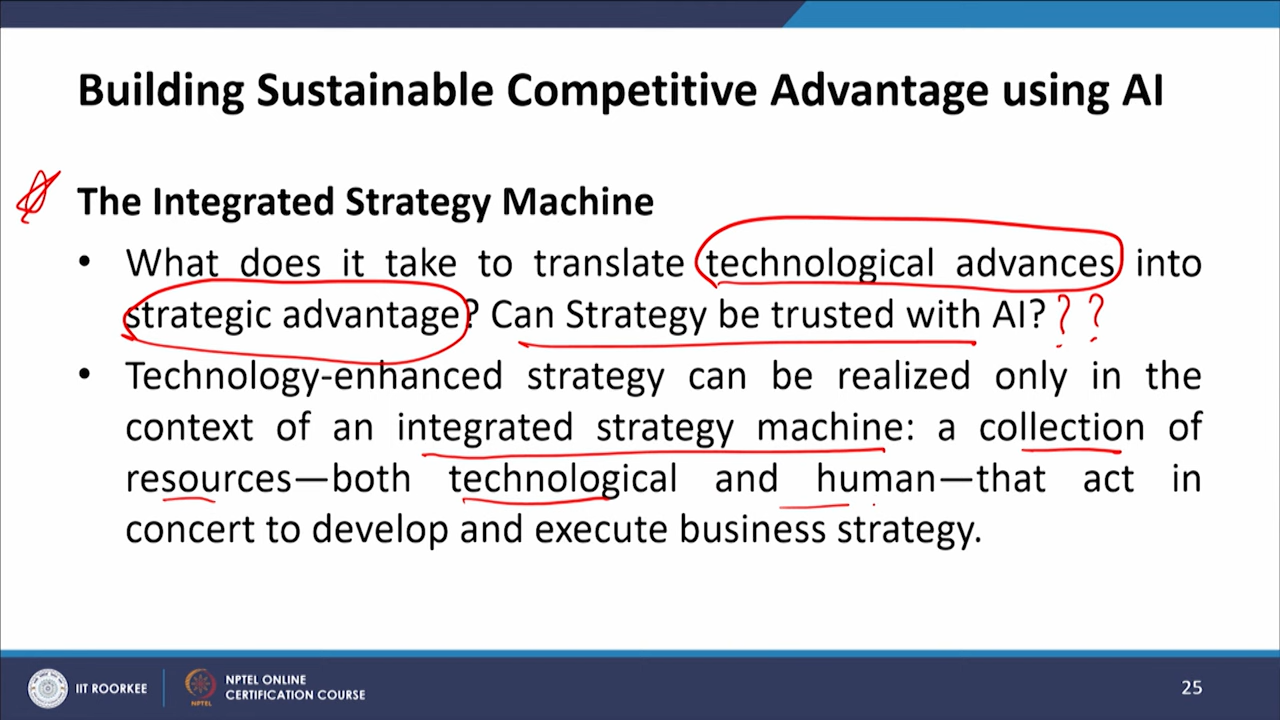 Building Sustainable Competitive Advantage using AI
The Integrated Strategy Machine
• What does it take to translate technological advances into
strategic advantage? Can Strategy be trusted with AI? ? ?
• Technology-enhanced strategy can be realized only in the
context of an integrated strategy machine: a collection of
resources—both technological and human—that act in
concert to develop and execute business strategy.
IIT ROORKEE
NPTEL
NPTEL ONLINE
CERTIFICATION COURSE
25